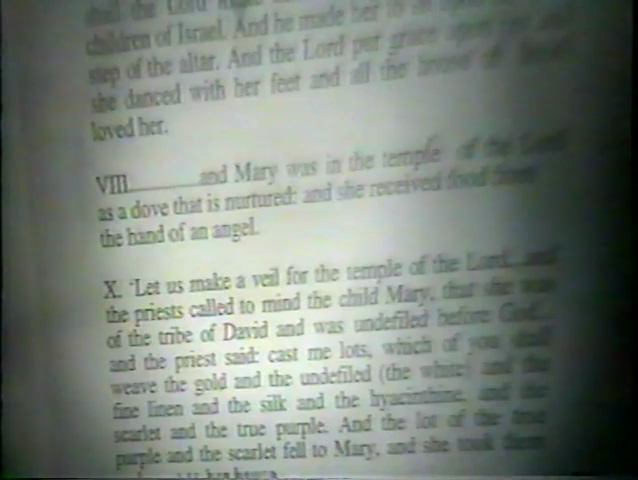 shall the Lord
children of Israel. And he made her to
step of the altar. And the Lord put grace upon her and
she danced with her feet and all the house of Israel
loved her.
VIII.______and Mary was in the temple of the Lord
as a dove that is nurtured: and she received food from
the hand of an angel.
X. 'Let us make a veil for the temple of the Lord...and
the priests called to mind the child Mary, that she was
of the tribe of David and was undefiled before God...
and the priest said: cast me lots, which of you shall
weave the gold and the undefiled (the white) and the
fine linen and the silk and the hyacinthine, and the
scarlet and the true purple. And the lot of the true
purple and the scarlet fell to Mary, and she took them